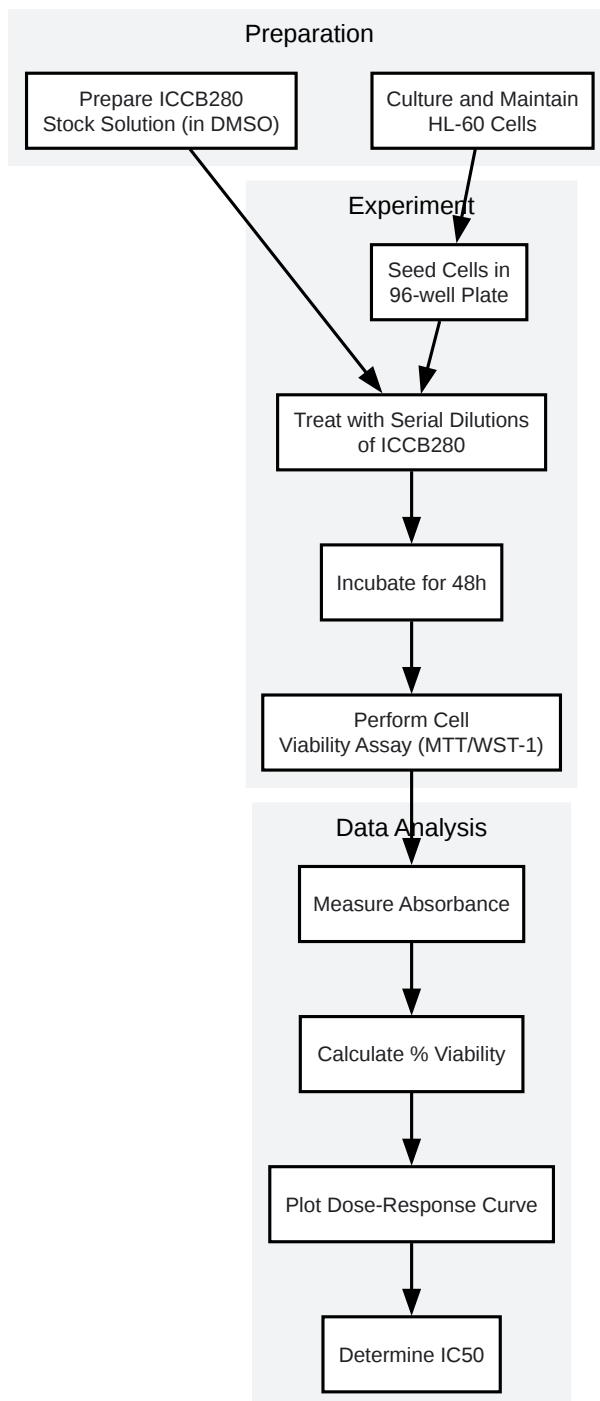 Preparation
Prepare ICCB280
Stock Solution (in DMSO)
Culture and Maintain
HL-60 Cells
Experiment
Seed Cells in
96-well Plate
Treat with Serial Dilutions
of ICCB280
Incubate for 48h
Perform Cell
Viability Assay (MTT/WST-1)
Data Analysis
Measure Absorbance
Calculate % Viability
Plot Dose-Response Curve
Determine IC50